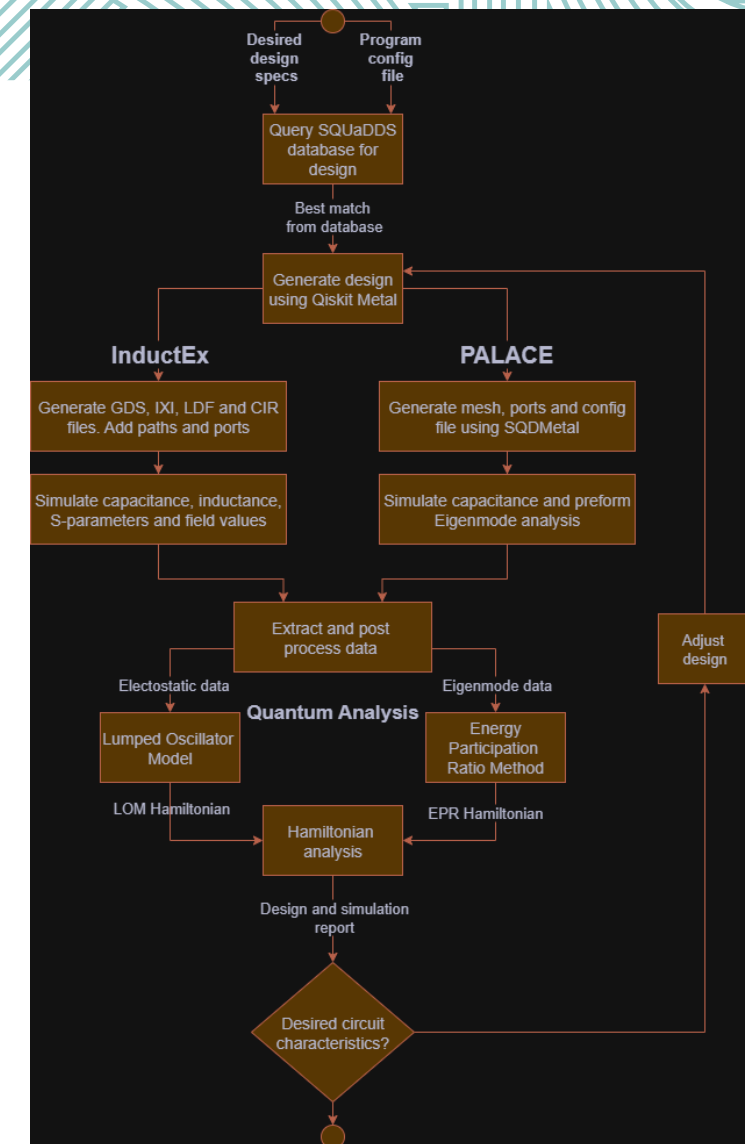 Desired
design
specs
Program
config
file
Query SQUaDDS
database for
design
Best match
from database
Generate design
using Qiskit Metal
InductEx
PALACE
Generate GDS, IXI, LDF and CIR
files. Add paths and ports
Generate mesh, ports and config
file using SQDMetal
Simulate capacitance, inductance,
S-parameters and field values
Simulate capacitance and preform
Eigenmode analysis
Extract and post
process data
Adjust
design
Electostatic data
Eigenmode data
Quantum Analysis
Lumped Oscillator
Model
Energy
Participation
Ratio Method
LOM Hamiltonian
EPR Hamiltonian
Hamiltonian
analysis
Design and simulation
report
Desired circuit
characteristics?